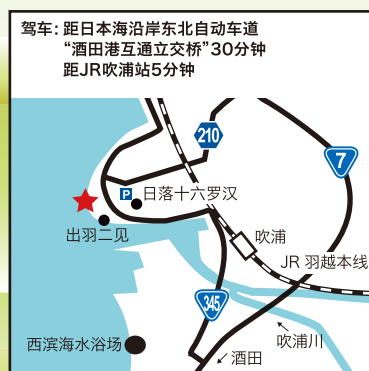 驾车: 距日本海沿岸东北自动车道
“酒田港互通立交桥”30分钟
距JR吹浦站5分钟
210
7
P
日落十六罗汉
出羽二见
吹浦
JR 羽越本线
345
吹浦川
西滨海水浴场
酒田